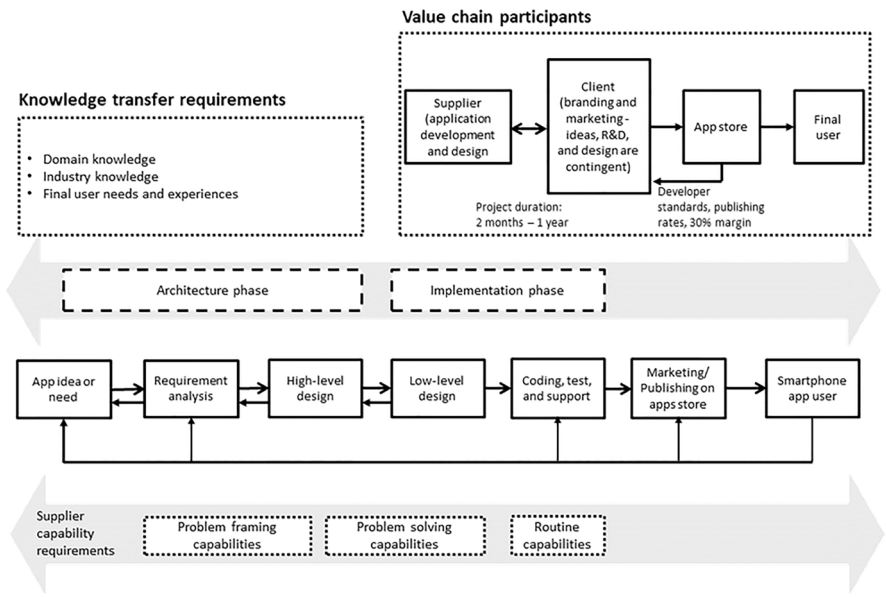 Value chain participants
Knowledge transfer requirements
• Domain knowledge
• Industry knowledge
• Final user needs and experiences
Supplier
(application
development
and design)
Client
(branding and
marketing -
ideas, R&D,
and design are
contingent)
App store
Final
user
Project duration:
2 months – 1 year
Developer
standards, publishing
rates, 30% margin
Architecture phase
Implementation phase
App idea or
need
Requirement
analysis
High-level
design
Low-level
design
Coding, test,
and support
Marketing/
Publishing on
apps store
Smartphone
app user
Supplier
capability
requirements
Problem framing
capabilities
Problem solving
capabilities
Routine
capabilities